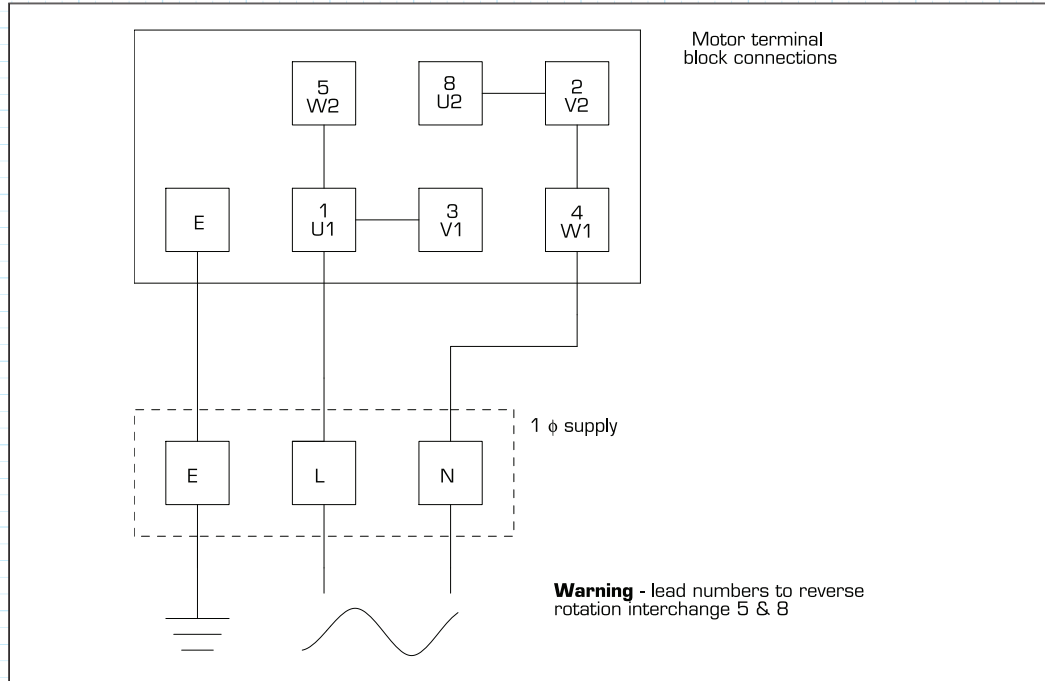 Motor terminal
block connections
5
W2
8
U2
2
V2
E
1
U1
3
V1
4
W1
1 ϕ supply
E
L
N
Warning - lead numbers to reverse
rotation interchange 5 & 8